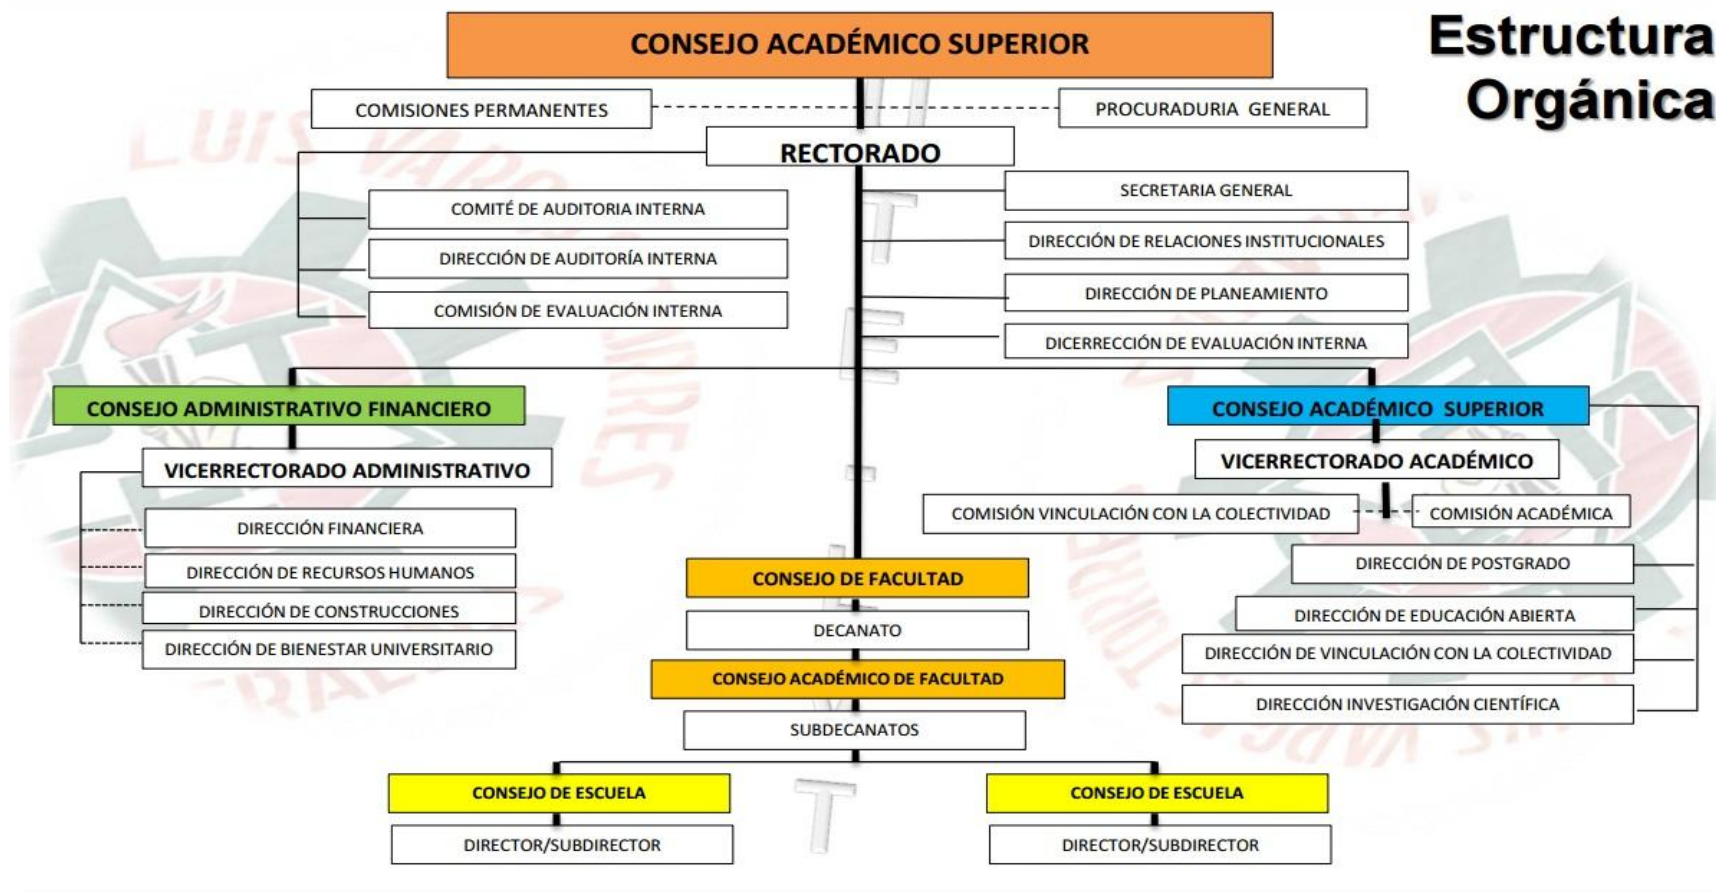 Estructura
Orgánica
CONSEJO ACADÉMICO SUPERIOR
COMISIONES PERMANENTES
PROCURADURIA GENERAL
RECTORADO
COMITÉ DE AUDITORIA INTERNA
DIRECCIÓN DE AUDITORÍA INTERNA
COMISIÓN DE EVALUACIÓN INTERNA
SECRETARIA GENERAL
DIRECCIÓN DE RELACIONES INSTITUCIONALES
DIRECCIÓN DE PLANEAMIENTO
DICERRECCIÓN DE EVALUACIÓN INTERNA
CONSEJO ADMINISTRATIVO FINANCIERO
VICERRECTORADO ADMINISTRATIVO
DIRECCIÓN FINANCIERA
DIRECCIÓN DE RECURSOS HUMANOS
DIRECCIÓN DE CONSTRUCCIONES
DIRECCIÓN DE BIENESTAR UNIVERSITARIO
CONSEJO ACADÉMICO SUPERIOR
VICERRECTORADO ACADÉMICO
COMISIÓN VINCULACIÓN CON LA COLECTIVIDAD
COMISIÓN ACADÉMICA
DIRECCIÓN DE POSTGRADO
DIRECCIÓN DE EDUCACIÓN ABIERTA
DIRECCIÓN DE VINCULACIÓN CON LA COLECTIVIDAD
DIRECCIÓN INVESTIGACIÓN CIENTÍFICA
CONSEJO DE FACULTAD
DECANATO
CONSEJO ACADÉMICO DE FACULTAD
SUBDECANATOS
CONSEJO DE ESCUELA
DIRECTOR/SUBDIRECTOR
CONSEJO DE ESCUELA
DIRECTOR/SUBDIRECTOR
LUIS VARGAS TORRES